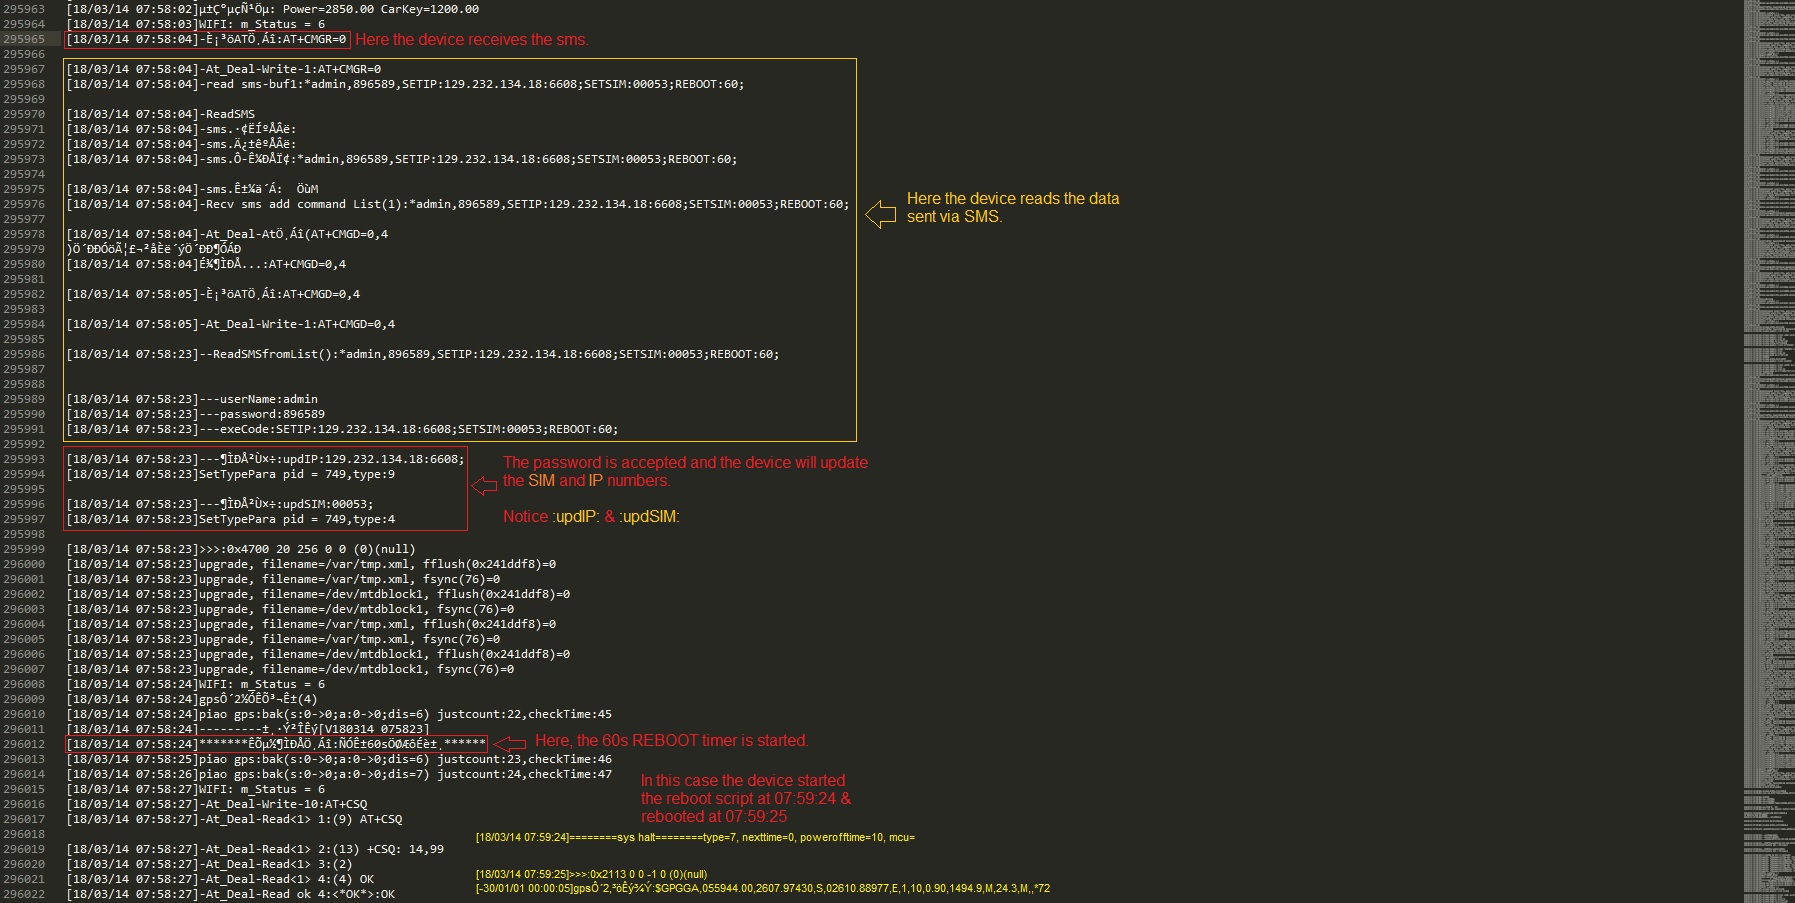 295963 [18/03/14 07:58:02]µ±Ç°µçÑ¹Öµ: Power=2850.00 CarKey=1200.00
295964 [18/03/14 07:58:03]WIFI: m_Status = 6
295965 [18/03/14 07:58:04]-È¡³öATÖ¸Áî:AT+CMGR=0 Here the device receives the sms.
295966
295967 [18/03/14 07:58:04]-At_Deal-Write-1:AT+CMGR=0
295968 [18/03/14 07:58:04]-read sms-buf1:*admin,896589,SETIP:129.232.134.18:6608;SETSIM:00053;REBOOT:60;
295969
295970 [18/03/14 07:58:04]-ReadSMS
295971 [18/03/14 07:58:04]-sms.·¢ËÍºÅÂë:
295972 [18/03/14 07:58:04]-sms.Ä¿±êºÅÂë:
295973 [18/03/14 07:58:04]-sms.Ô-Ê¼ÐÅÏ¢:*admin,896589,SETIP:129.232.134.18:6608;SETSIM:00053;REBOOT:60;
295974
295975 [18/03/14 07:58:04]-sms.Ê±¼ä´Á: ÖùM
295976 [18/03/14 07:58:04]-Recv sms add command List(1):*admin,896589,SETIP:129.232.134.18:6608;SETSIM:00053;REBOOT:60;
Here the device reads the data
sent via SMS.
295977
295978 [18/03/14 07:58:04]-At_Deal-AtÖ¸Áî(AT+CMGD=0,4
295979 )Ö´ÐÐÓöÃ¦£¬²åÈë´ýÖ´ÐÐ¶ÓÁÐ
295980 [18/03/14 07:58:04]É¾¶ÌÐÅ...:AT+CMGD=0,4
295981
295982 [18/03/14 07:58:05]-È¡³öATÖ¸Áî:AT+CMGD=0,4
295983
295984 [18/03/14 07:58:05]-At_Deal-Write-1:AT+CMGD=0,4
295985
295986 [18/03/14 07:58:23]--ReadSMSfromList():*admin,896589,SETIP:129.232.134.18:6608;SETSIM:00053;REBOOT:60;
295987
295988
295989 [18/03/14 07:58:23]---userName:admin
295990 [18/03/14 07:58:23]---password:896589
295991 [18/03/14 07:58:23]---exeCode:SETIP:129.232.134.18:6608;SETSIM:00053;REBOOT:60;
295992
295993 [18/03/14 07:58:23]---¶ÌÐÅ²Ù×÷:updIP:129.232.134.18:6608;
295994 [18/03/14 07:58:23]SetTypePara pid = 749,type:9
295995
295996 [18/03/14 07:58:23]---¶ÌÐÅ²Ù×÷:updSIM:00053;
295997 [18/03/14 07:58:23]SetTypePara pid = 749,type:4
The password is accepted and the device will update
the SIM and IP numbers.
Notice :updIP: & :updSIM:
295998
295999 [18/03/14 07:58:23]>>>:0x4700 20 256 0 0 (0)(null)
296000 [18/03/14 07:58:23]upgrade, filename=/var/tmp.xml, fflush(0x241ddf8)=0
296001 [18/03/14 07:58:23]upgrade, filename=/var/tmp.xml, fsync(76)=0
296002 [18/03/14 07:58:23]upgrade, filename=/dev/mtdblock1, fflush(0x241ddf8)=0
296003 [18/03/14 07:58:23]upgrade, filename=/dev/mtdblock1, fsync(76)=0
296004 [18/03/14 07:58:23]upgrade, filename=/var/tmp.xml, fflush(0x241ddf8)=0
296005 [18/03/14 07:58:23]upgrade, filename=/var/tmp.xml, fsync(76)=0
296006 [18/03/14 07:58:23]upgrade, filename=/dev/mtdblock1, fflush(0x241ddf8)=0
296007 [18/03/14 07:58:23]upgrade, filename=/dev/mtdblock1, fsync(76)=0
296008 [18/03/14 07:58:24]WIFI: m_Status = 6
296009 [18/03/14 07:58:24]gpsÔ´2½ÓÊÕ³¬Ê±(4)
296010 [18/03/14 07:58:24]piao gps:bak(s:0->0;a:0->0;dis=6) justcount:22,checkTime:45
296011 [18/03/14 07:58:24]---------±¸·Ý²ÎÊý[V180314 075823]
296012 [18/03/14 07:58:24]*******ÊÕµ½¶ÌÐÅÖ¸Áî:ÑÓÊ±60sÖØÆôÉè±¸****** Here, the 60s REBOOT timer is started.
296013 [18/03/14 07:58:25]piao gps:bak(s:0->0;a:0->0;dis=6) justcount:23,checkTime:46
296014 [18/03/14 07:58:26]piao gps:bak(s:0->0;a:0->0;dis=7) justcount:24,checkTime:47
296015 [18/03/14 07:58:27]WIFI: m_Status = 6
296016 [18/03/14 07:58:27]-At_Deal-Write-10:AT+CSQ
296017 [18/03/14 07:58:27]-At_Deal-Read<1> 1:(9) AT+CSQ
In this case the device started
the reboot script at 07:59:24 &
rebooted at 07:59:25
296018
[18/03/14 07:59:24]========sys halt========type=7, nexttime=0, powerofftime=10, mcu=
296019 [18/03/14 07:58:27]-At_Deal-Read<1> 2:(13) +CSQ: 14,99
296020 [18/03/14 07:58:27]-At_Deal-Read<1> 3:(2)
296021 [18/03/14 07:58:27]-At_Deal-Read<1> 4:(4) OK
296022 [18/03/14 07:58:27]-At_Deal-Read ok 4:<*OK*>:OK
[18/03/14 07:59:25]>>>:0x2113 0 0 -1 0 (0)(null)
[-30/01/01 00:00:05]gpsÔ´2,³öÊý¾Ý:$GPGGA,055944.00,2607.97430,S,02610.88977,E,1,10,0.90,1494.9,M,24.3,M,,*72